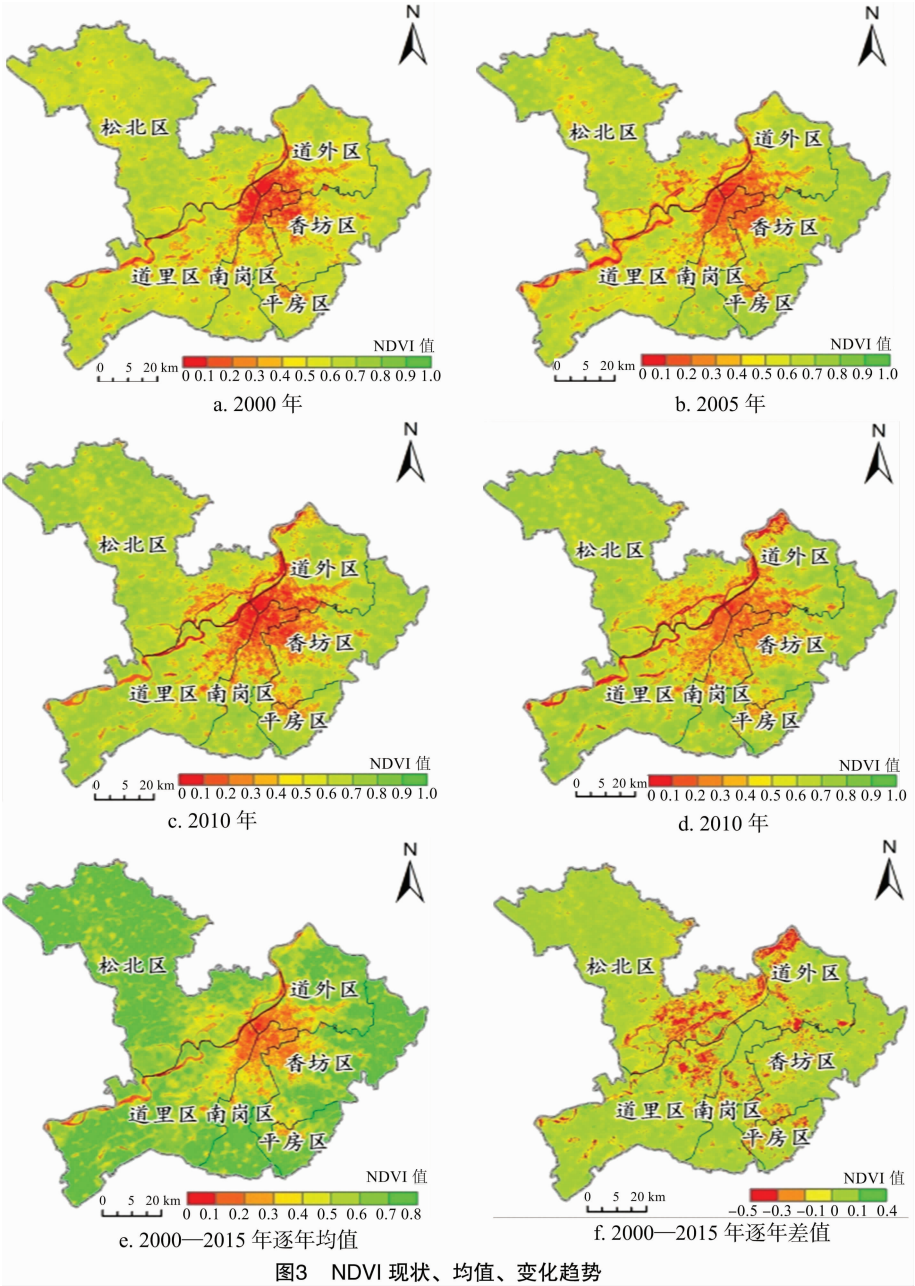 N
松北区
道外区
香坊区
道里区 南岗区
平房区
NDVI 值
0 5 20 km
0 0.1 0.2 0.3 0.4 0.5 0.6 0.7 0.8 0.9 1.0
a. 2000 年
N
松北区
道外区
香坊区
道里区 南岗区
平房区
NDVI 值
0 5 20 km
0 0.1 0.2 0.3 0.4 0.5 0.6 0.7 0.8 0.9 1.0
b. 2005 年
N
松北区
道外区
香坊区
道里区 南岗区
平房区
NDVI 值
0 5 20 km
0 0.1 0.2 0.3 0.4 0.5 0.6 0.7 0.8 0.9 1.0
c. 2010 年
N
松北区
道外区
香坊区
道里区 南岗区
平房区
NDVI 值
0 5 20 km
0 0.1 0.2 0.3 0.4 0.5 0.6 0.7 0.8 0.9 1.0
d. 2010 年
N
松北区
道外区
香坊区
道里区 南岗区
平房区
NDVI 值
0 5 20 km
0 0.1 0.2 0.3 0.4 0.5 0.6 0.7 0.8
e. 2000—2015 年逐年均值
N
松北区
道外区
香坊区
道里区 南岗区
平房区
NDVI 值
0 5 20 km
−0.5 −0.3 −0.1 0 0.1 0.4
f. 2000—2015 年逐年差值
图3 NDVI 现状、均值、变化趋势